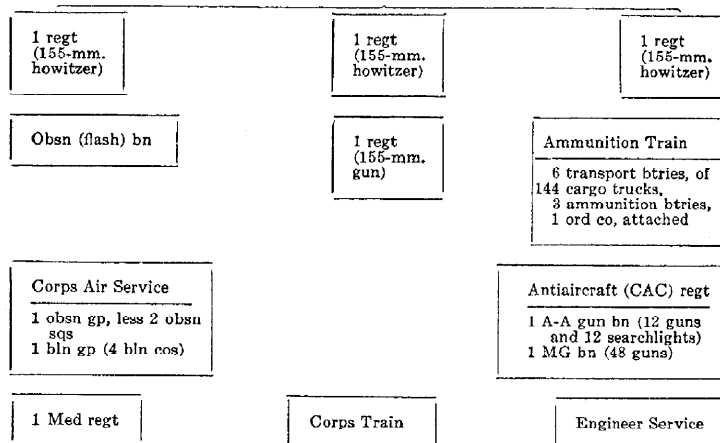 1 regt
(155-mm.
howitzer)
1 regt
(155-mm.
howitzer)
1 regt
(155-mm.
howitzer)
Obsn (flash) bn
1 regt
(155-mm.
gun)
Ammunition Train
6 transport btries, of
144 cargo trucks,
3 ammunition btries,
1 ord co, attached
Corps Air Service
1 obsn gp, less 2 obsn
sqs
1 bln gp (4 bln cos)
Antiaircraft (CAC) regt
1 A-A gun bn (12 guns
and 12 searchlights)
1 MG bn (48 guns)
1 Med regt
Corps Train
Engineer Service